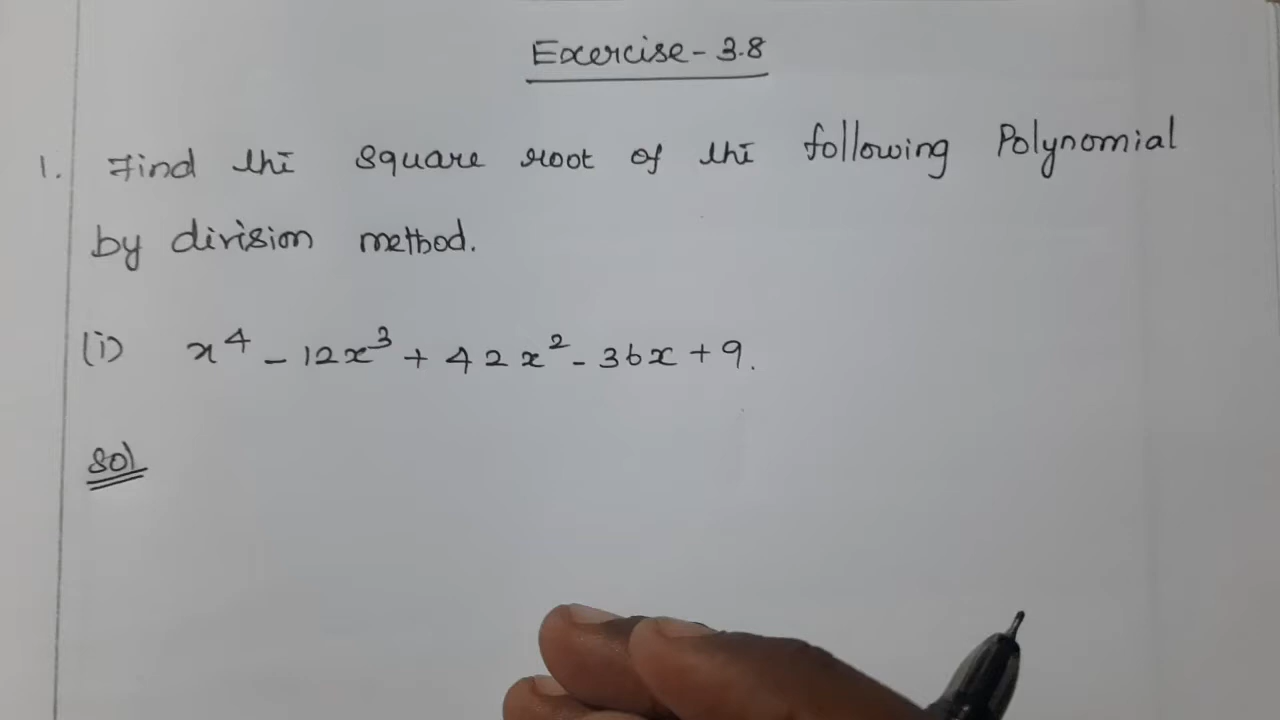 Exercise - 3.8
1. Find the square root of the following Polynomial
by division method.
(i) x⁴ - 12x³ + 42x² - 36x + 9.
Sol